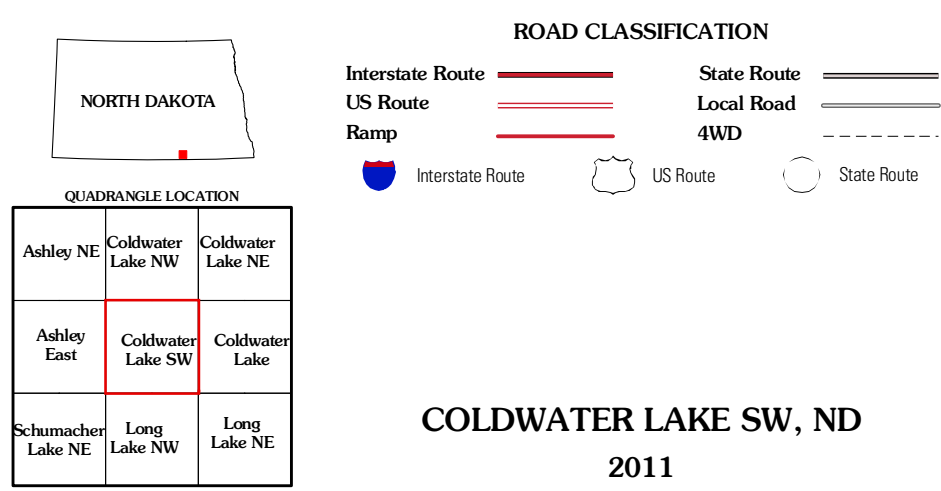 NORTH DAKOTA
QUADRANGLE LOCATION
Ashley NE
Coldwater
Lake NW
Coldwater
Lake NE
Ashley
East
Coldwater
Lake SW
Coldwater
Lake
Schumacher
Lake NE
Long
Lake NW
Long
Lake NE
ROAD CLASSIFICATION
Interstate Route
State Route
US Route
Local Road
Ramp
4WD
Interstate Route
US Route
State Route
COLDWATER LAKE SW, ND
2011